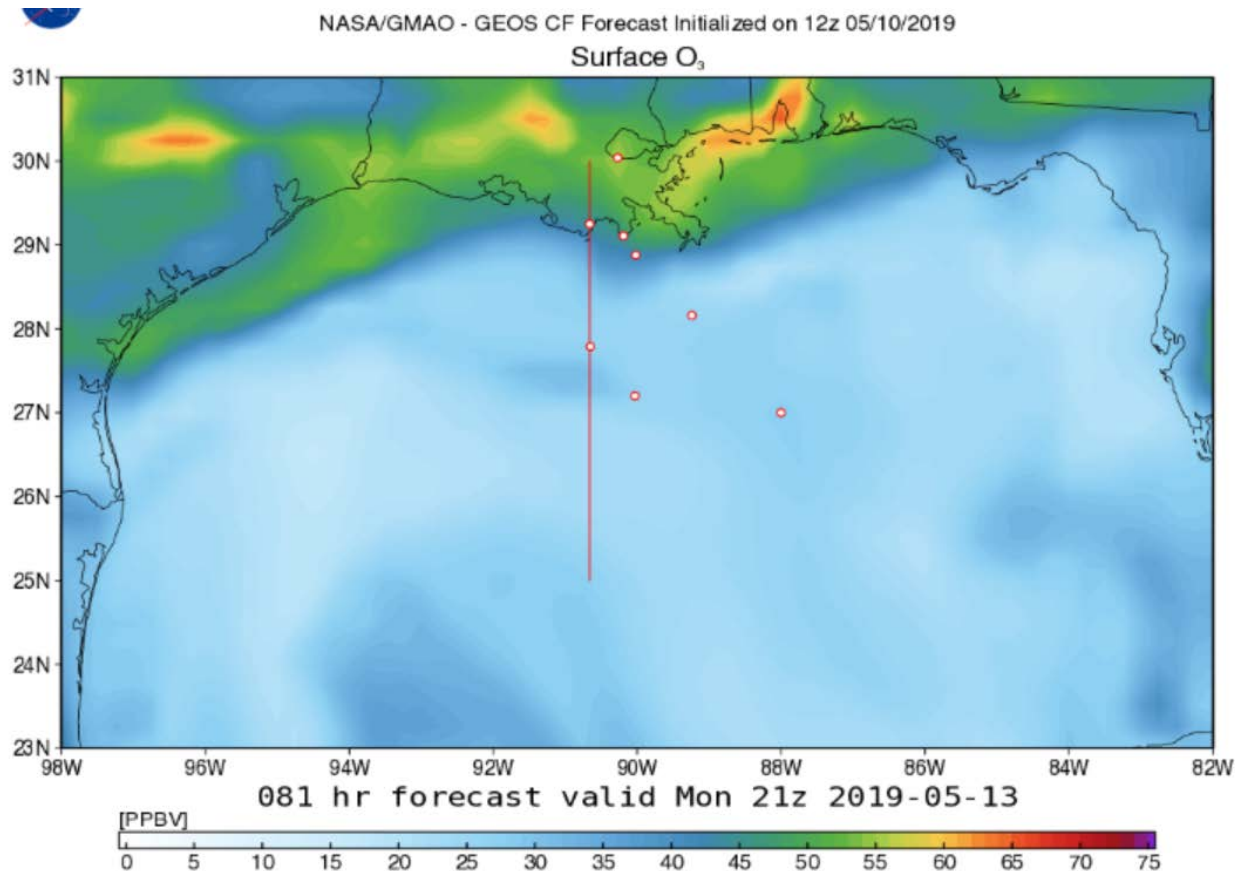 NASA/GMAO - GEOS CF Forecast Initialized on 12z 05/10/2019
Surface O₃
31N
30N
29N
28N
27N
26N
25N
24N
23N
98W 96W 94W 92W 90W 88W 86W 84W 82W
081 hr forecast valid Mon 21z 2019-05-13
[PPBV]
0 5 10 15 20 25 30 35 40 45 50 55 60 65 70 75